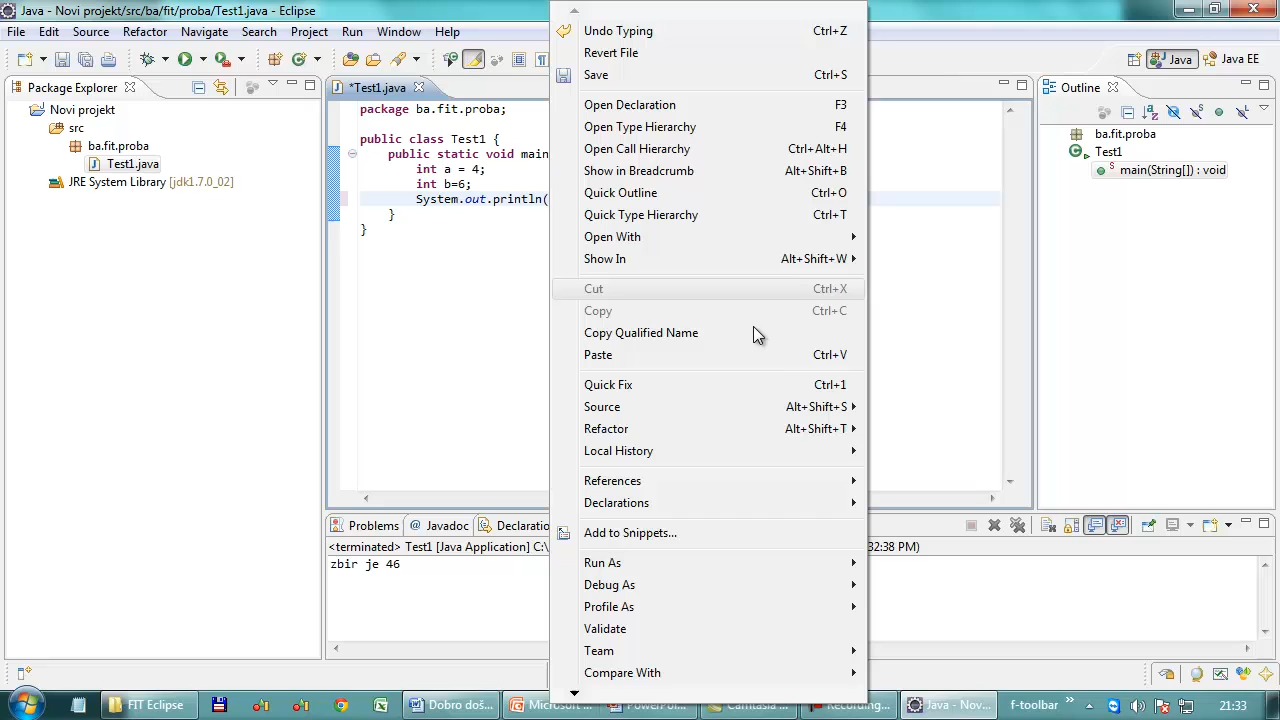 Java - Novi projekt/src/ba/fit/proba/Test1.java - Eclipse
File Edit Source Refactor Navigate Search Project Run Window Help
Java Java EE
Package Explorer
Novi projekt
src
ba.fit.proba
Test1.java
JRE System Library [jdk1.7.0_02]
*Test1.java
package ba.fit.proba;
public class Test1 {
public static void main
int a = 4;
int b=6;
System.out.println(
}
}
Undo Typing Ctrl+Z
Revert File
Save Ctrl+S
Open Declaration F3
Open Type Hierarchy F4
Open Call Hierarchy Ctrl+Alt+H
Show in Breadcrumb Alt+Shift+B
Quick Outline Ctrl+O
Quick Type Hierarchy Ctrl+T
Open With
Show In Alt+Shift+W
Cut Ctrl+X
Copy Ctrl+C
Copy Qualified Name
Paste Ctrl+V
Quick Fix Ctrl+1
Source Alt+Shift+S
Refactor Alt+Shift+T
Local History
References
Declarations
Add to Snippets...
Run As
Debug As
Profile As
Validate
Team
Compare With
Outline
ba.fit.proba
Test1
main(String[]) : void
Problems @ Javadoc Declaratio
<terminated> Test1 [Java Application] C:\ 32:38 PM)
zbir je 46
FIT Eclipse
Dobro doš...
Microsoft ...
PowerPoi...
Camtasia ...
Recording...
Java - Nov...
f-toolbar
21:33